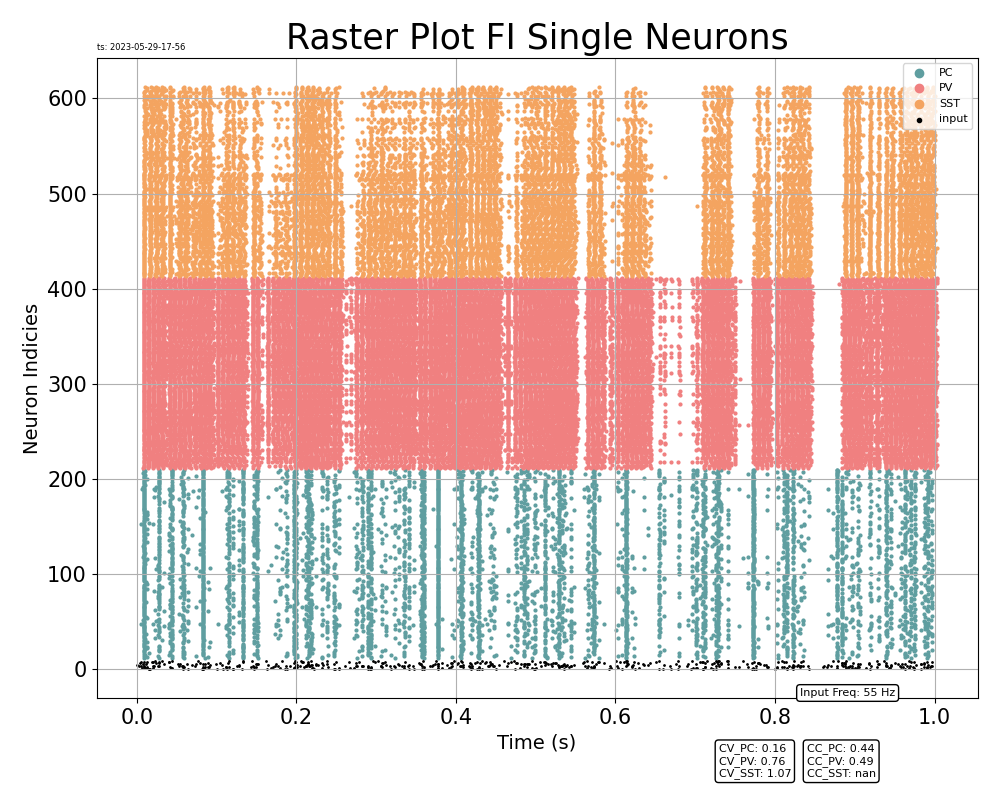 Raster Plot FI Single Neurons
ts: 2023-05-29-17-56
PC
PV
SST
input
600
500
400
300
200
100
0
Neuron Indicies
0.0 0.2 0.4 0.6 0.8 1.0
Time (s)
Input Freq: 55 Hz
CV_PC: 0.16
CV_PV: 0.76
CV_SST: 1.07
CC_PC: 0.44
CC_PV: 0.49
CC_SST: nan